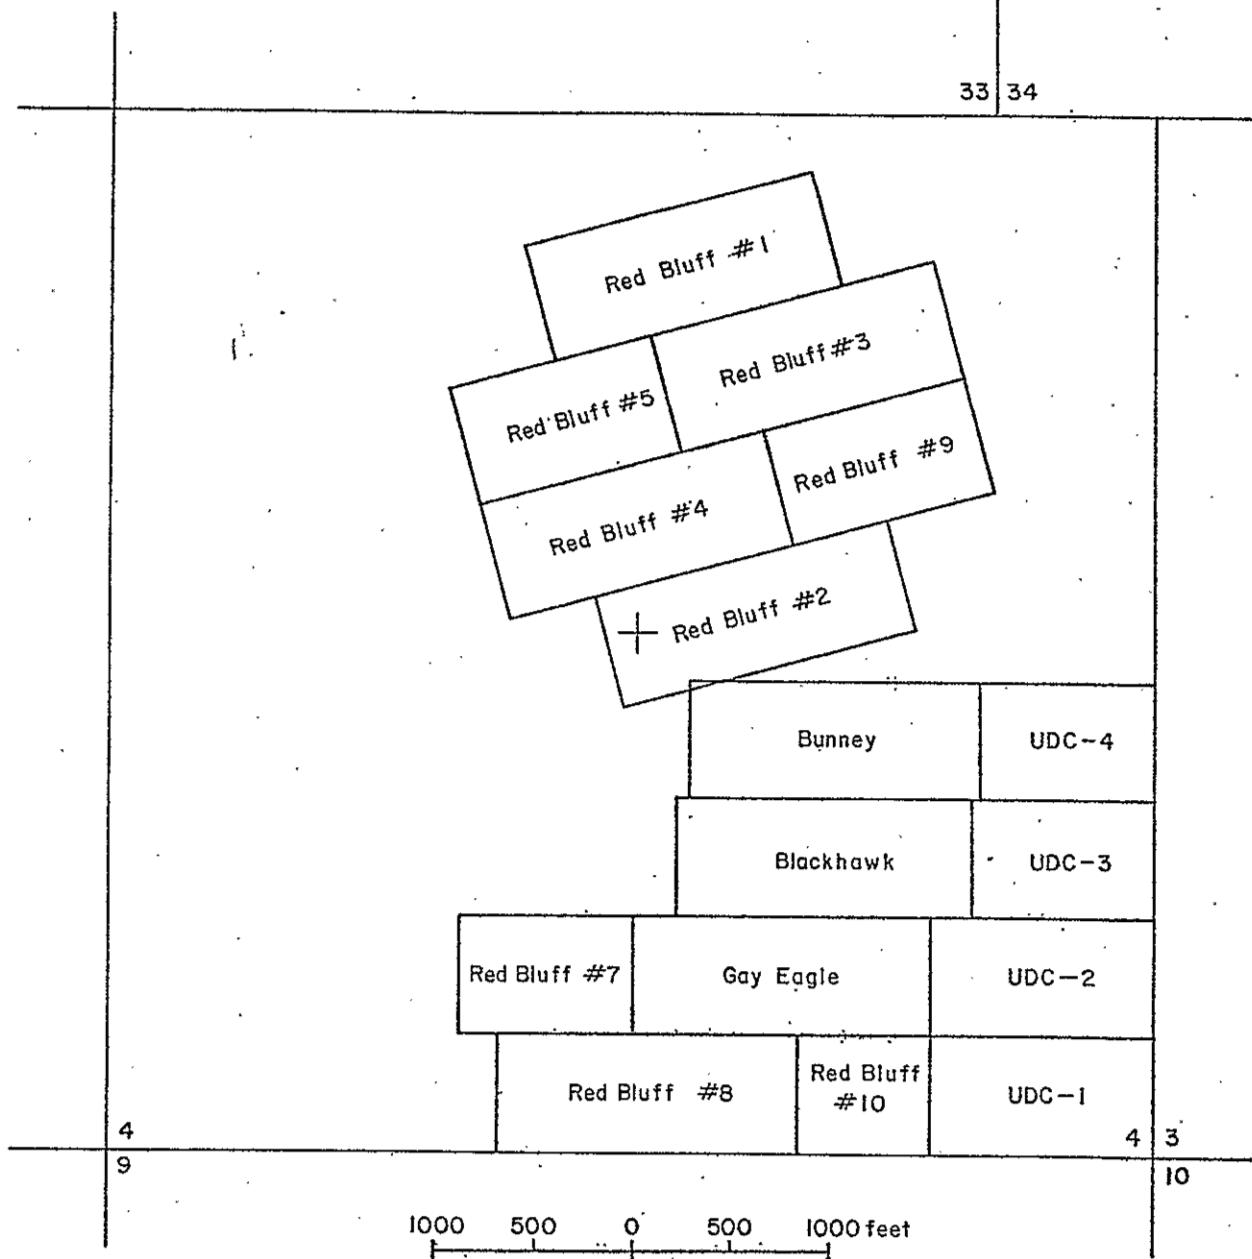 33 34
Red Bluff #1
Red Bluff #3
Red Bluff #5
Red Bluff #9
Red Bluff #4
Red Bluff #2
Bunney UDC-4
Blackhawk UDC-3
Red Bluff #7 Gay Eagle UDC-2
Red Bluff #8 Red Bluff
#10 UDC-1
4 4 3
9 10
1000 500 0 500 1000 feet